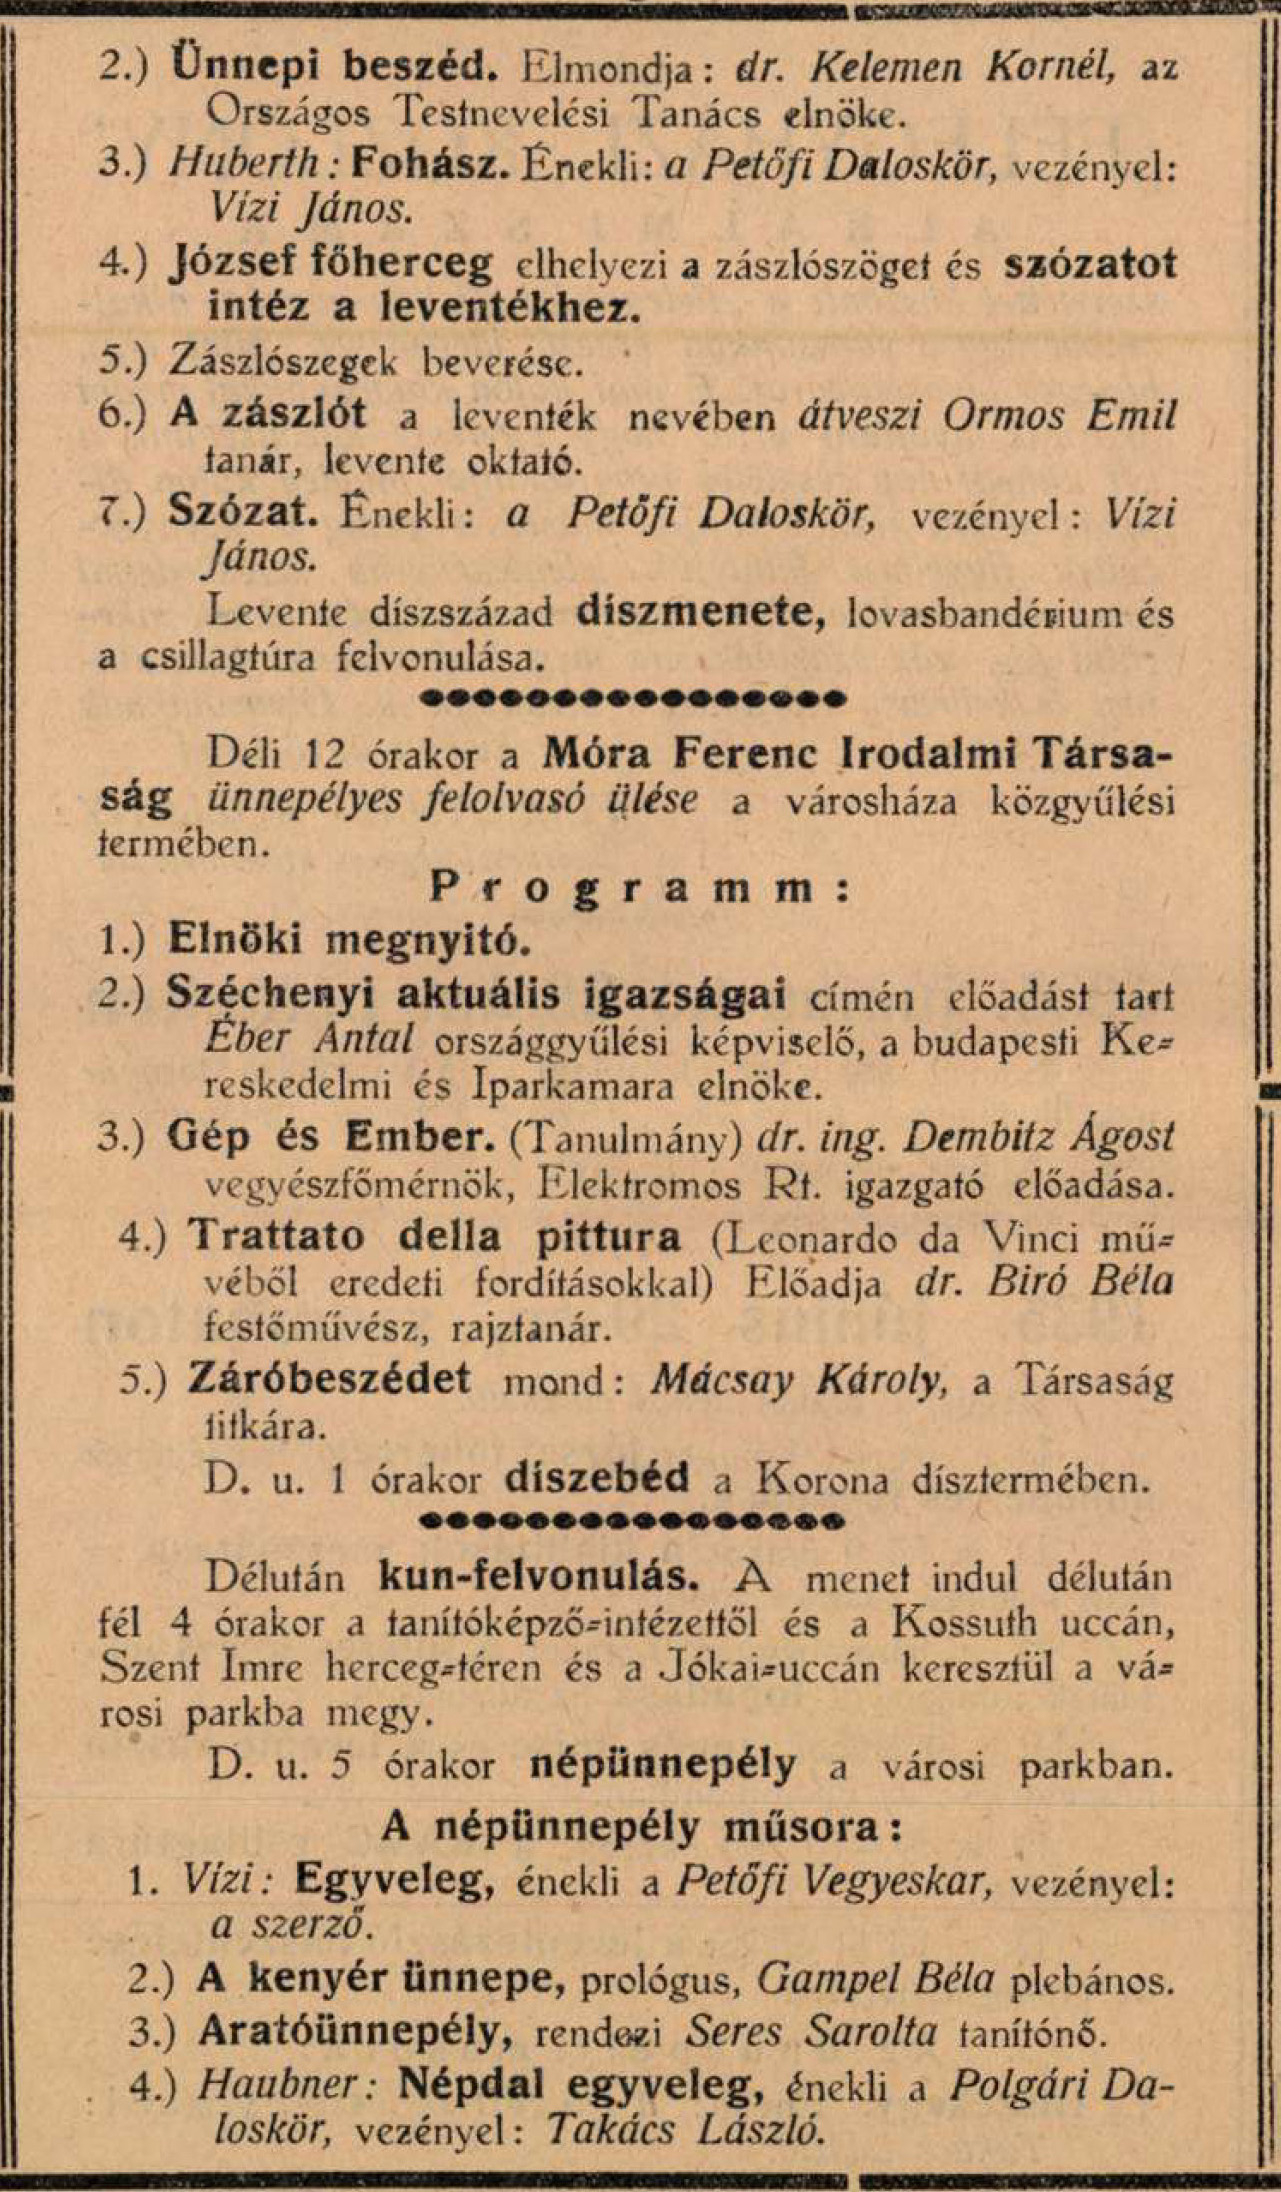 2.) Ünnepi beszéd. Elmondja: dr. Kelemen Kornél, az
Országos Testnevelési Tanács elnöke.
3.) Huberth: Fohász. Énekli: a Petőfi Daloskör, vezényel:
Vízi János.
4.) József főherceg elhelyezi a zászlószöget és szózatot
intéz a leventékhez.
5.) Zászlószegek beverése.
6.) A zászlót a leventék nevében átveszi Ormos Emil
tanár, levente oktató.
7.) Szózat. Énekli: a Petőfi Daloskör, vezényel: Vízi
János.
Levente díszszázad díszmenete, lovasbandérium és
a csillagtúra felvonulása.
Déli 12 órakor a Móra Ferenc Irodalmi Társa-
ság ünnepélyes felolvasó ülése a városháza közgyűlési
termében.
Programm:
1.) Elnöki megnyitó.
2.) Széchenyi aktuális igazságai címén előadást tart
Éber Antal országgyűlési képviselő, a budapesti Ke-
reskedelmi és Iparkamara elnöke.
3.) Gép és Ember. (Tanulmány) dr. ing. Dembitz Ágost
vegyészfőmérnök, Elektromos Rt. igazgató előadása.
4.) Trattato della pittura (Leonardo da Vinci mű-
véből eredeti fordításokkal) Előadja dr. Biró Béla
festőművész, rajztanár.
5.) Záróbeszédet mond: Mácsay Károly, a Társaság
titkára.
D. u. 1 órakor díszebéd a Korona dísztermében.
Délután kun-felvonulás. A menet indul délután
fél 4 órakor a tanítóképző-intézettől és a Kossuth uccán,
Szent Imre herceg-téren és a Jókai-uccán keresztül a vá-
rosi parkba megy.
D. u. 5 órakor népünnepély a városi parkban.
A népünnepély műsora:
1. Vízi: Egyveleg, énekli a Petőfi Vegyeskar, vezényel:
a szerző.
2.) A kenyér ünnepe, prológus, Gampel Béla plebános.
3.) Aratóünnepély, rendezi Seres Sarolta tanítónő.
4.) Haubner: Népdal egyveleg, énekli a Polgári Da-
loskör, vezényel: Takács László.